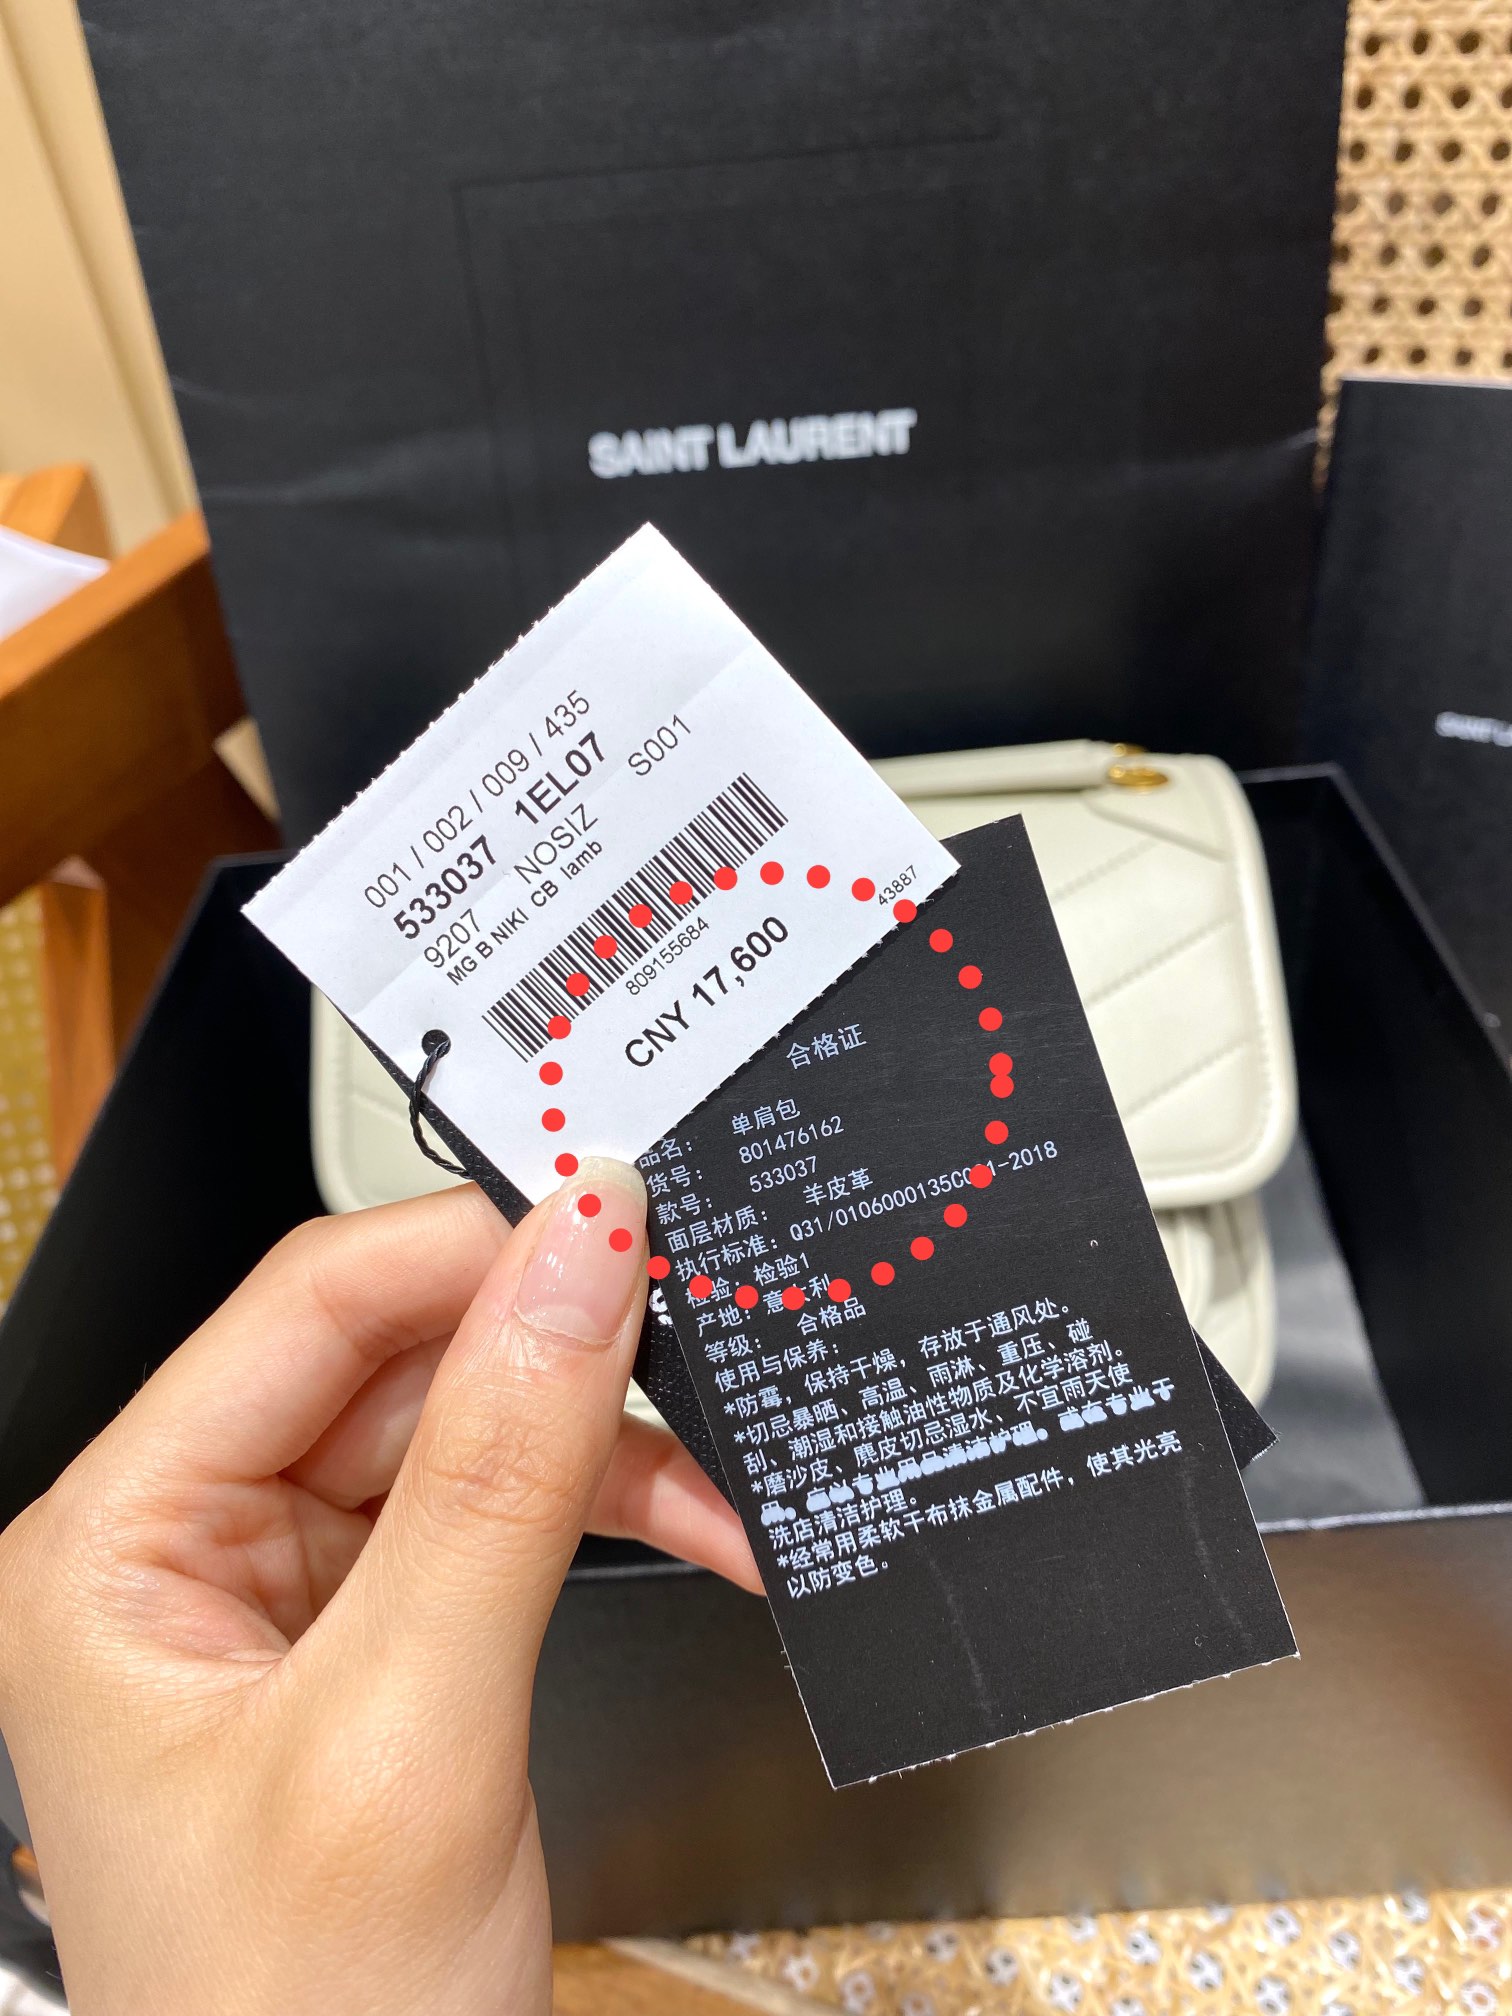 SAINT LAURENT
SAINT
001 / 002 / 009 / 435
533037 1EL07
9207 NOSIZ S001
MG B NIKI CB lamb
809155684
43887
CNY 17,600
合格证
品名： 单肩包
货号： 801476162
款号： 533037
面层材质： 羊皮革
执行标准：
检验：检验1
产地：意大利
等级： 合格品
使用与保养：
*防霉，保持干燥，存放于通风处。
*切忌暴晒、高温、雨淋、重压、碰
刮、潮湿和接触油性物质及化学溶剂。
*磨沙皮、麂皮切忌湿水、不宜雨天使
洗店清洁护理。
*经常用柔软干布抹金属配件，使其光亮
以防变色。